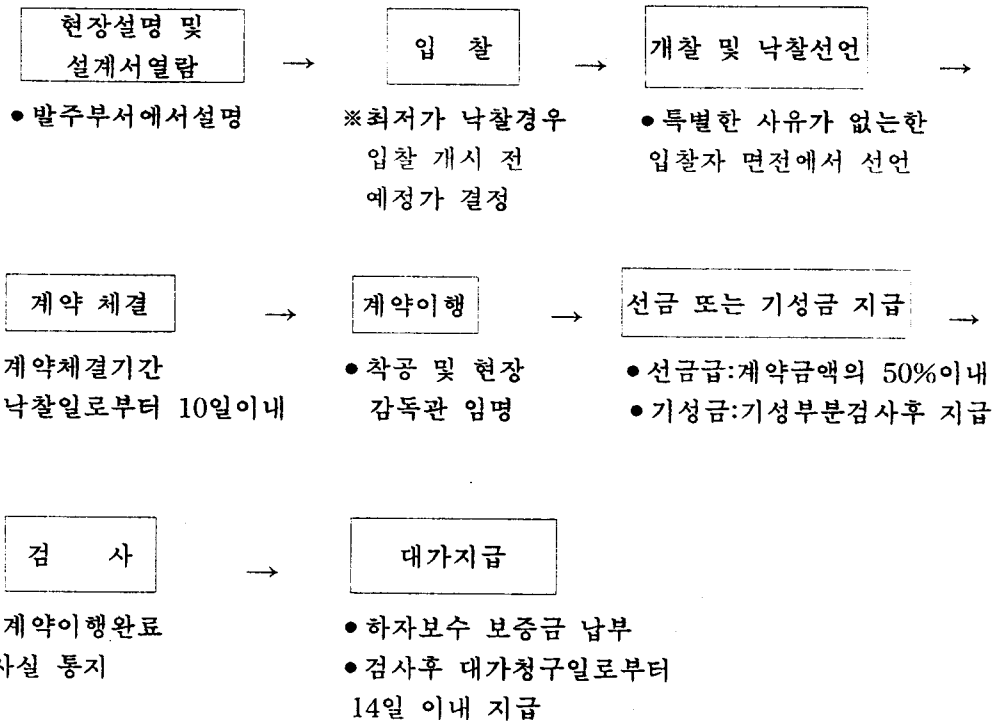 현장설명 및
설계서열람
→
입 찰
→
개찰 및 낙찰선언
→
● 발주부서에서설명
※최저가 낙찰경우
입찰 개시 전
예정가 결정
● 특별한 사유가 없는한
입찰자 면전에서 선언
계약 체결
→
계약이행
→
선금 또는 기성금 지급
→
계약체결기간
낙찰일로부터 10일이내
● 착공 및 현장
감독관 임명
● 선금급:계약금액의 50%이내
● 기성금:기성부분검사후 지급
검 사
→
대가지급
계약이행완료
사실 통지
● 하자보수 보증금 납부
● 검사후 대가청구일로부터
14일 이내 지급